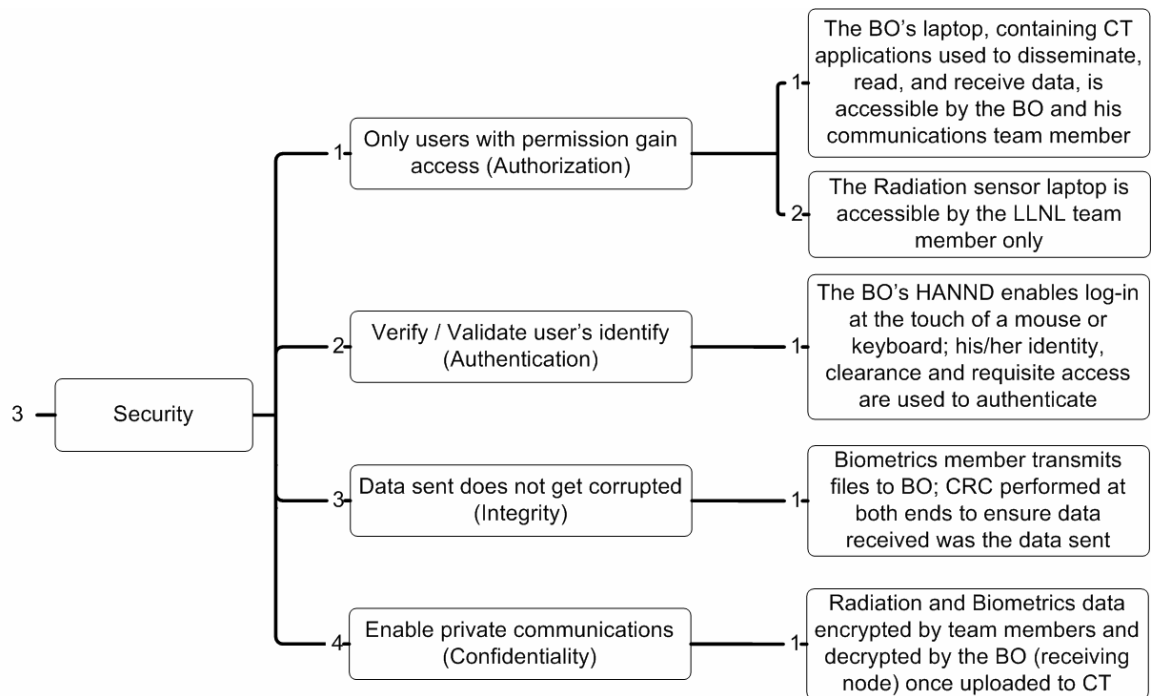 3
Security
1
Only users with permission gain
access (Authorization)
1
The BO’s laptop, containing CT
applications used to disseminate,
read, and receive data, is
accessible by the BO and his
communications team member
2
The Radiation sensor laptop is
accessible by the LLNL team
member only
2
Verify / Validate user’s identify
(Authentication)
1
The BO’s HANND enables log-in
at the touch of a mouse or
keyboard; his/her identity,
clearance and requisite access
are used to authenticate
3
Data sent does not get corrupted
(Integrity)
1
Biometrics member transmits
files to BO; CRC performed at
both ends to ensure data
received was the data sent
4
Enable private communications
(Confidentiality)
1
Radiation and Biometrics data
encrypted by team members and
decrypted by the BO (receiving
node) once uploaded to CT